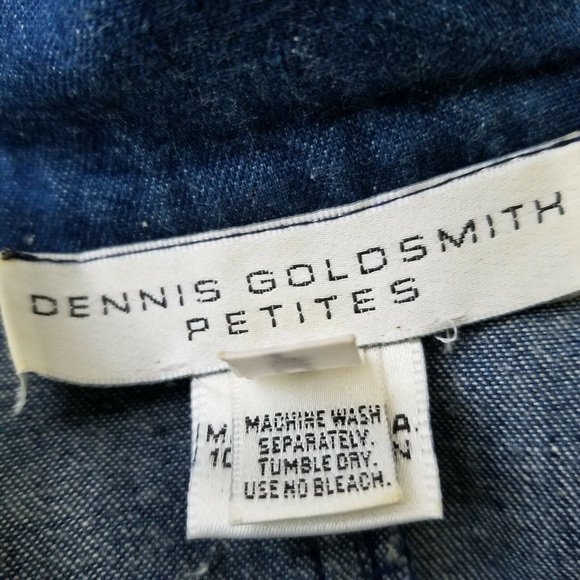 DENNIS GOLDSMITH
PETITES
MACHINE WASH
SEPARATELY.
TUMBLE DRY.
USE NO BLEACH.